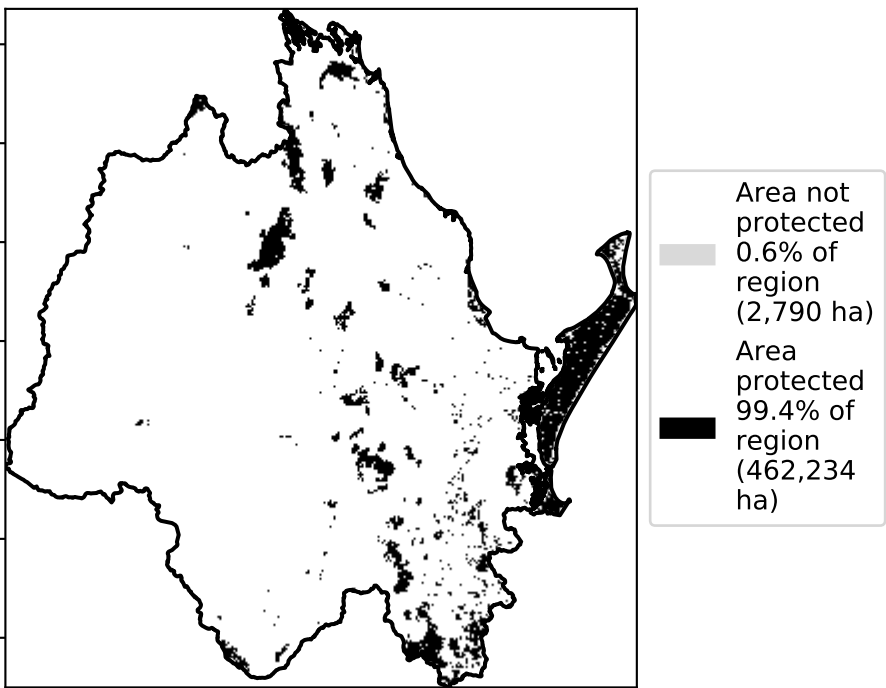 Area not
protected
0.6% of
region
(2,790 ha)
Area
protected
99.4% of
region
(462,234
ha)